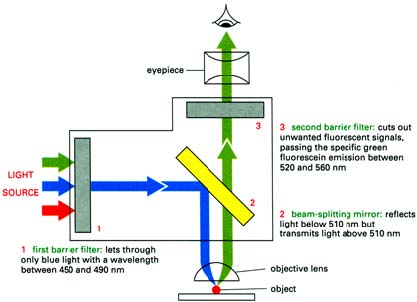 eyepiece
3
3 second barrier filter: cuts out
unwanted fluorescent signals,
passing the specific green
fluorescein emission between
520 and 560 nm
LIGHT
SOURCE
2
1
2 beam-splitting mirror: reflects
light below 510 nm but
transmits light above 510 nm
1 first barrier filter: lets through
only blue light with a wavelength
between 450 and 490 nm
objective lens
object